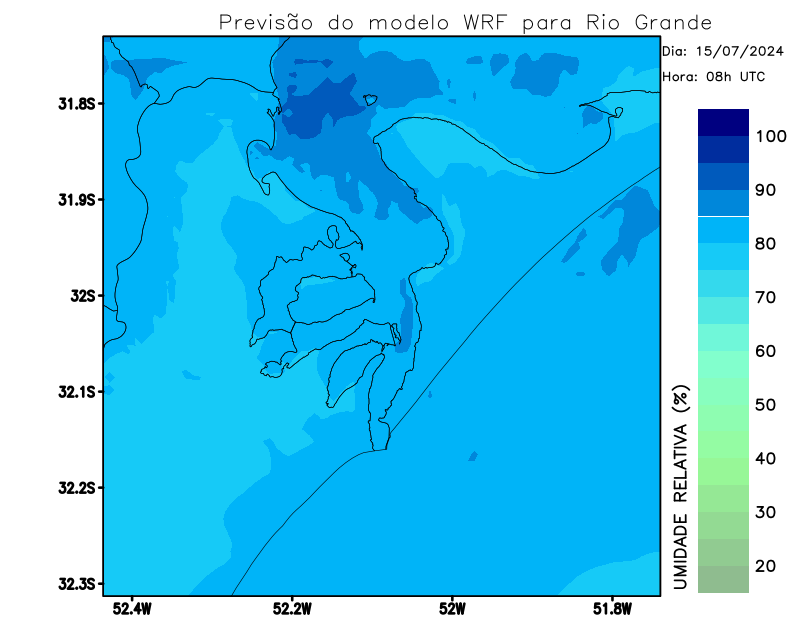 Previsão do modelo WRF para Rio Grande
Dia: 15/07/2024
Hora: 08h UTC
31.8S
31.9S
32S
32.1S
32.2S
32.3S
52.4W
52.2W
52W
51.8W
UMIDADE RELATIVA (%)
100
90
80
70
60
50
40
30
20